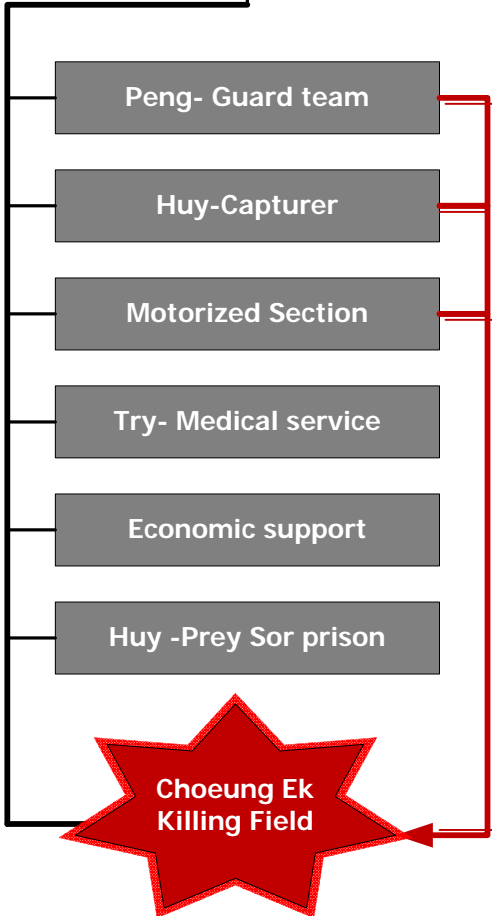 Peng- Guard team
Huy-Capturer
Motorized Section
Try- Medical service
Economic support
Huy -Prey Sor prison
Choeung Ek
Killing Field